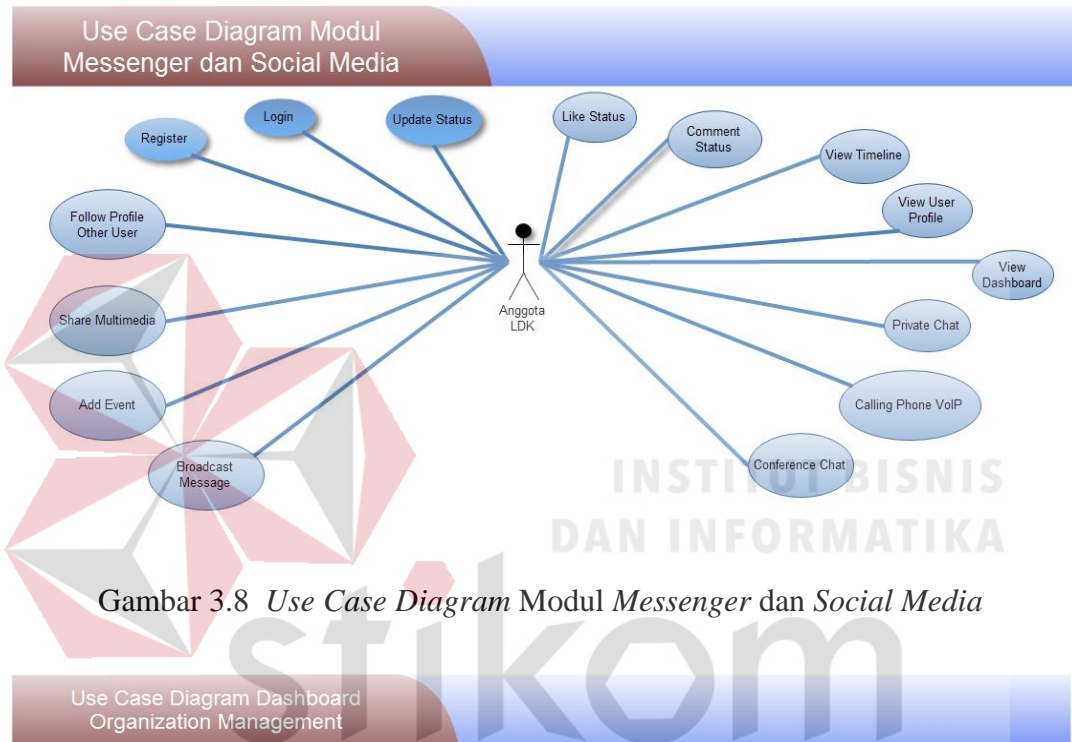 Use Case Diagram Modul
Messenger dan Social Media
Register
Login
Update Status
Like Status
Comment
Status
View Timeline
View User
Profile
View
Dashboard
Follow Profile
Other User
Share Multimedia
Add Event
Broadcast
Message
Anggota
LDK
Private Chat
Calling Phone VoIP
Conference Chat
INSTITUT BISNIS
DAN INFORMATIKA
Gambar 3.8 Use Case Diagram Modul Messenger dan Social Media
stikom
Use Case Diagram Dashboard
Organization Management